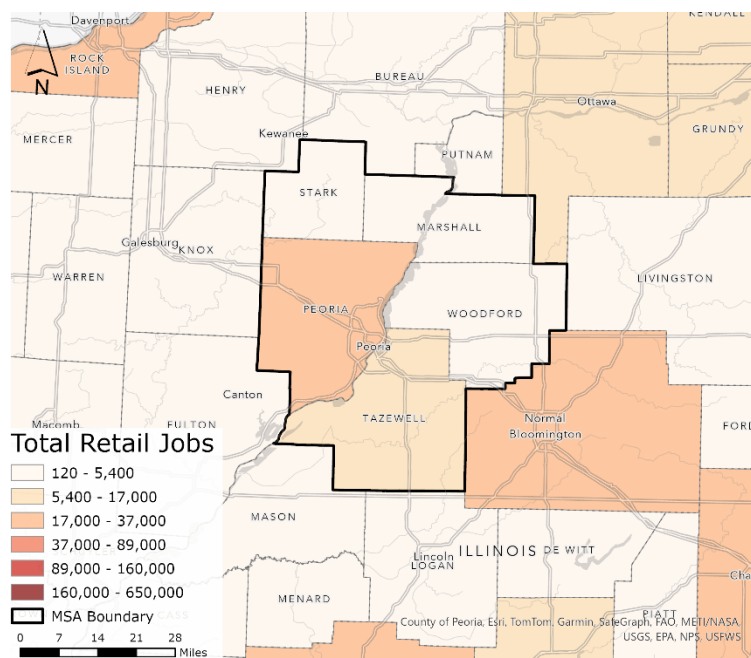 Davenport
KENDALL
ROCK
ISLAND
N
BUREAU
HENRY
Ottawa
GRUNDY
Kewanee
MERCER
PUTNAM
STARK
MARSHALL
Galesburg
KNOX
WARREN
LIVINGSTON
PEORIA
WOODFORD
Peoria
Canton
TAZEWELL
Normal
Bloomington
Macomb
FULTON
FORD
Total Retail Jobs
120 - 5,400
5,400 - 17,000
17,000 - 37,000
37,000 - 89,000
89,000 - 160,000
160,000 - 650,000
MSA Boundary
0 7 14 21 28
Miles
MASON
Lincoln
LOGAN
ILLINOIS
DE WITT
Cha
MENARD
CASS
PIATT
County of Peoria, Esri, TomTom, Garmin, SafeGraph, FAO, METI/NASA,
USGS, EPA, NPS, USFWS